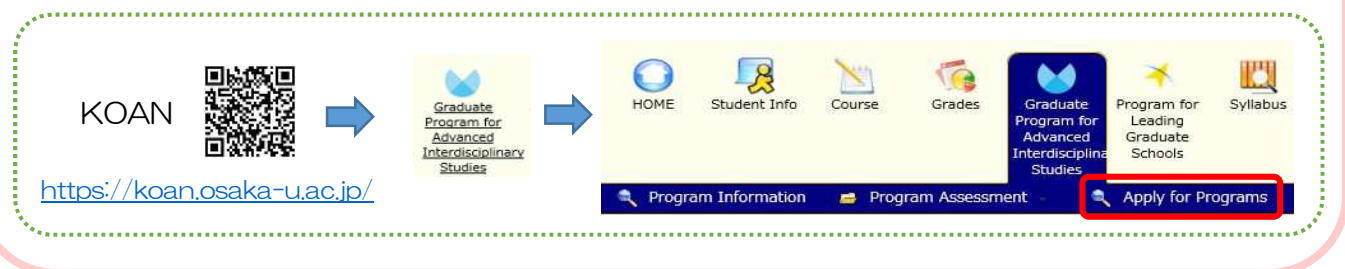 KOAN
https://koan.osaka-u.ac.jp/
Graduate
Program for
Advanced
Interdisciplinary
Studies
HOME
Student Info
Course
Grades
Graduate
Program for
Advanced
Interdisciplina
Studies
Program for
Leading
Graduate
Schools
Syllabus
Program Information
Program Assessment
Apply for Programs